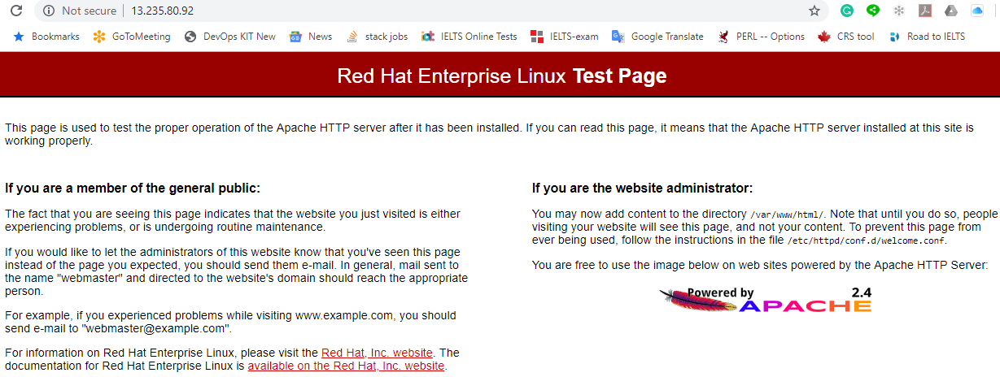 Not secure | 13.235.80.92
Bookmarks GoToMeeting DevOps KIT New News stack jobs IELTS Online Tests IELTS-exam Google Translate PERL -- Options CRS tool Road to IELTS
Red Hat Enterprise Linux Test Page
This page is used to test the proper operation of the Apache HTTP server after it has been installed. If you can read this page, it means that the Apache HTTP server installed at this site is
working properly.
If you are a member of the general public:
The fact that you are seeing this page indicates that the website you just visited is either
experiencing problems, or is undergoing routine maintenance.
If you would like to let the administrators of this website know that you've seen this page
instead of the page you expected, you should send them e-mail. In general, mail sent to
the name "webmaster" and directed to the website's domain should reach the appropriate
person.
For example, if you experienced problems while visiting www.example.com, you should
send e-mail to "webmaster@example.com".
For information on Red Hat Enterprise Linux, please visit the Red Hat, Inc. website. The
documentation for Red Hat Enterprise Linux is available on the Red Hat, Inc. website.
If you are the website administrator:
You may now add content to the directory /var/www/html/. Note that until you do so, people
visiting your website will see this page, and not your content. To prevent this page from
ever being used, follow the instructions in the file /etc/httpd/conf.d/welcome.conf.
You are free to use the image below on web sites powered by the Apache HTTP Server:
Powered by 2.4
APACHE